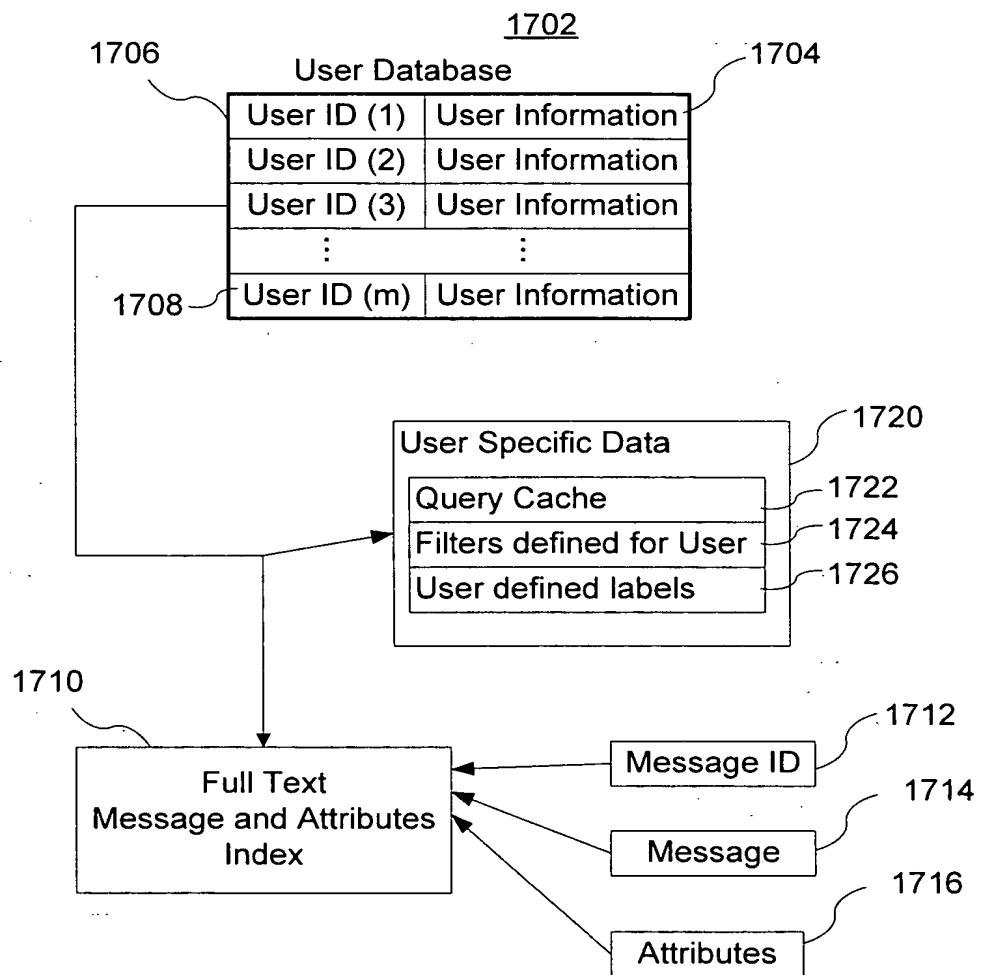 1702
1706
User Database
1704
User ID (1) User Information
User ID (2) User Information
User ID (3) User Information
⋮ ⋮
1708
User ID (m) User Information
1720
User Specific Data
Query Cache
1722
Filters defined for User
1724
User defined labels
1726
1710
Full Text
Message and Attributes
Index
Message ID
1712
Message
1714
Attributes
1716